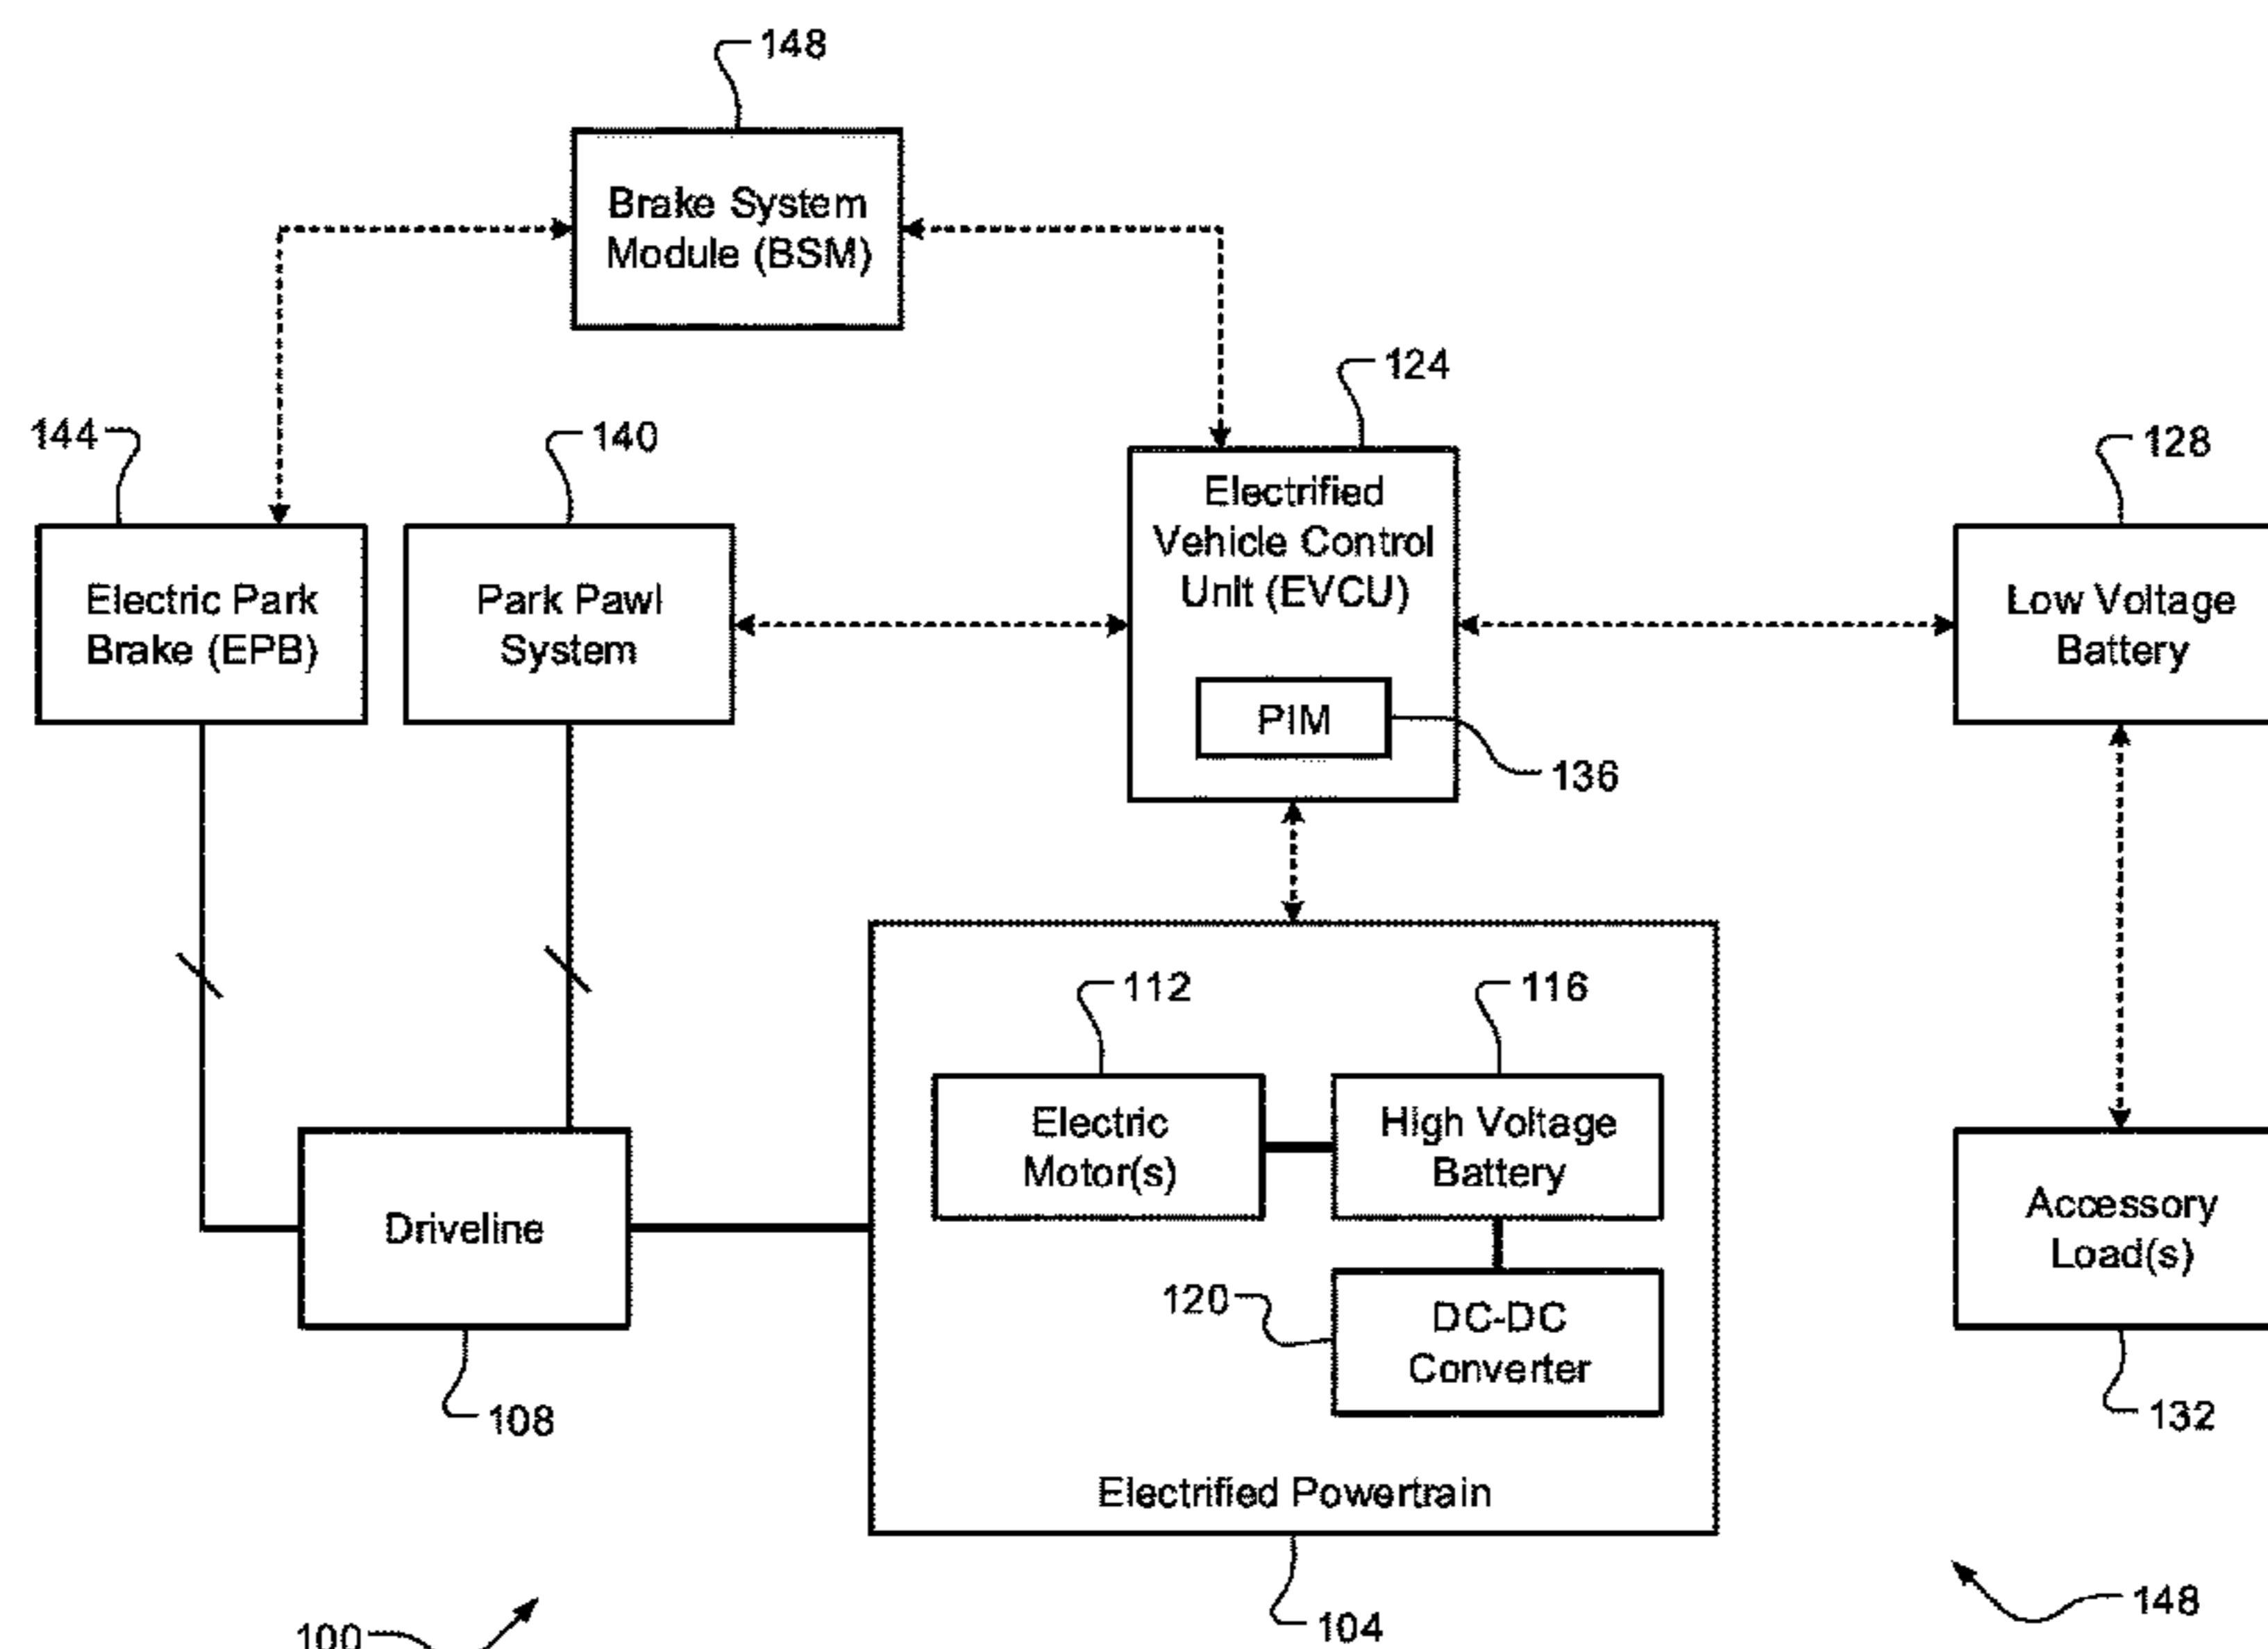 148
Brake System
Module (BSM)
124
144
140
128
Electrified
Vehicle Control
Unit (EVCU)
Electric Park
Brake (EPB)
Park Pawl
System
Low Voltage
Battery
PIM
136
112
116
Electric
Motor(s)
High Voltage
Battery
Driveline
Accessory
Load(s)
120
DC-DC
Converter
108
132
Electrified Powertrain
100
104
148